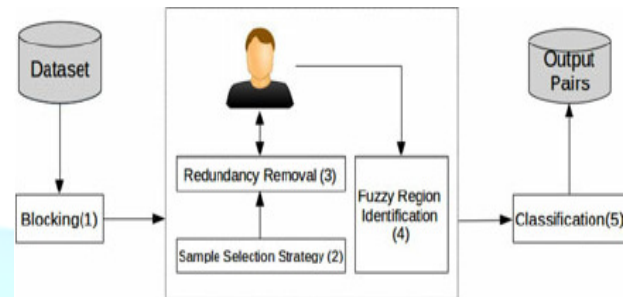 Dataset
Output
Pairs
Redundancy Removal (3)
Fuzzy Region
Identification
(4)
Blocking(1)
Classification(5)
Sample Selection Strategy (2)